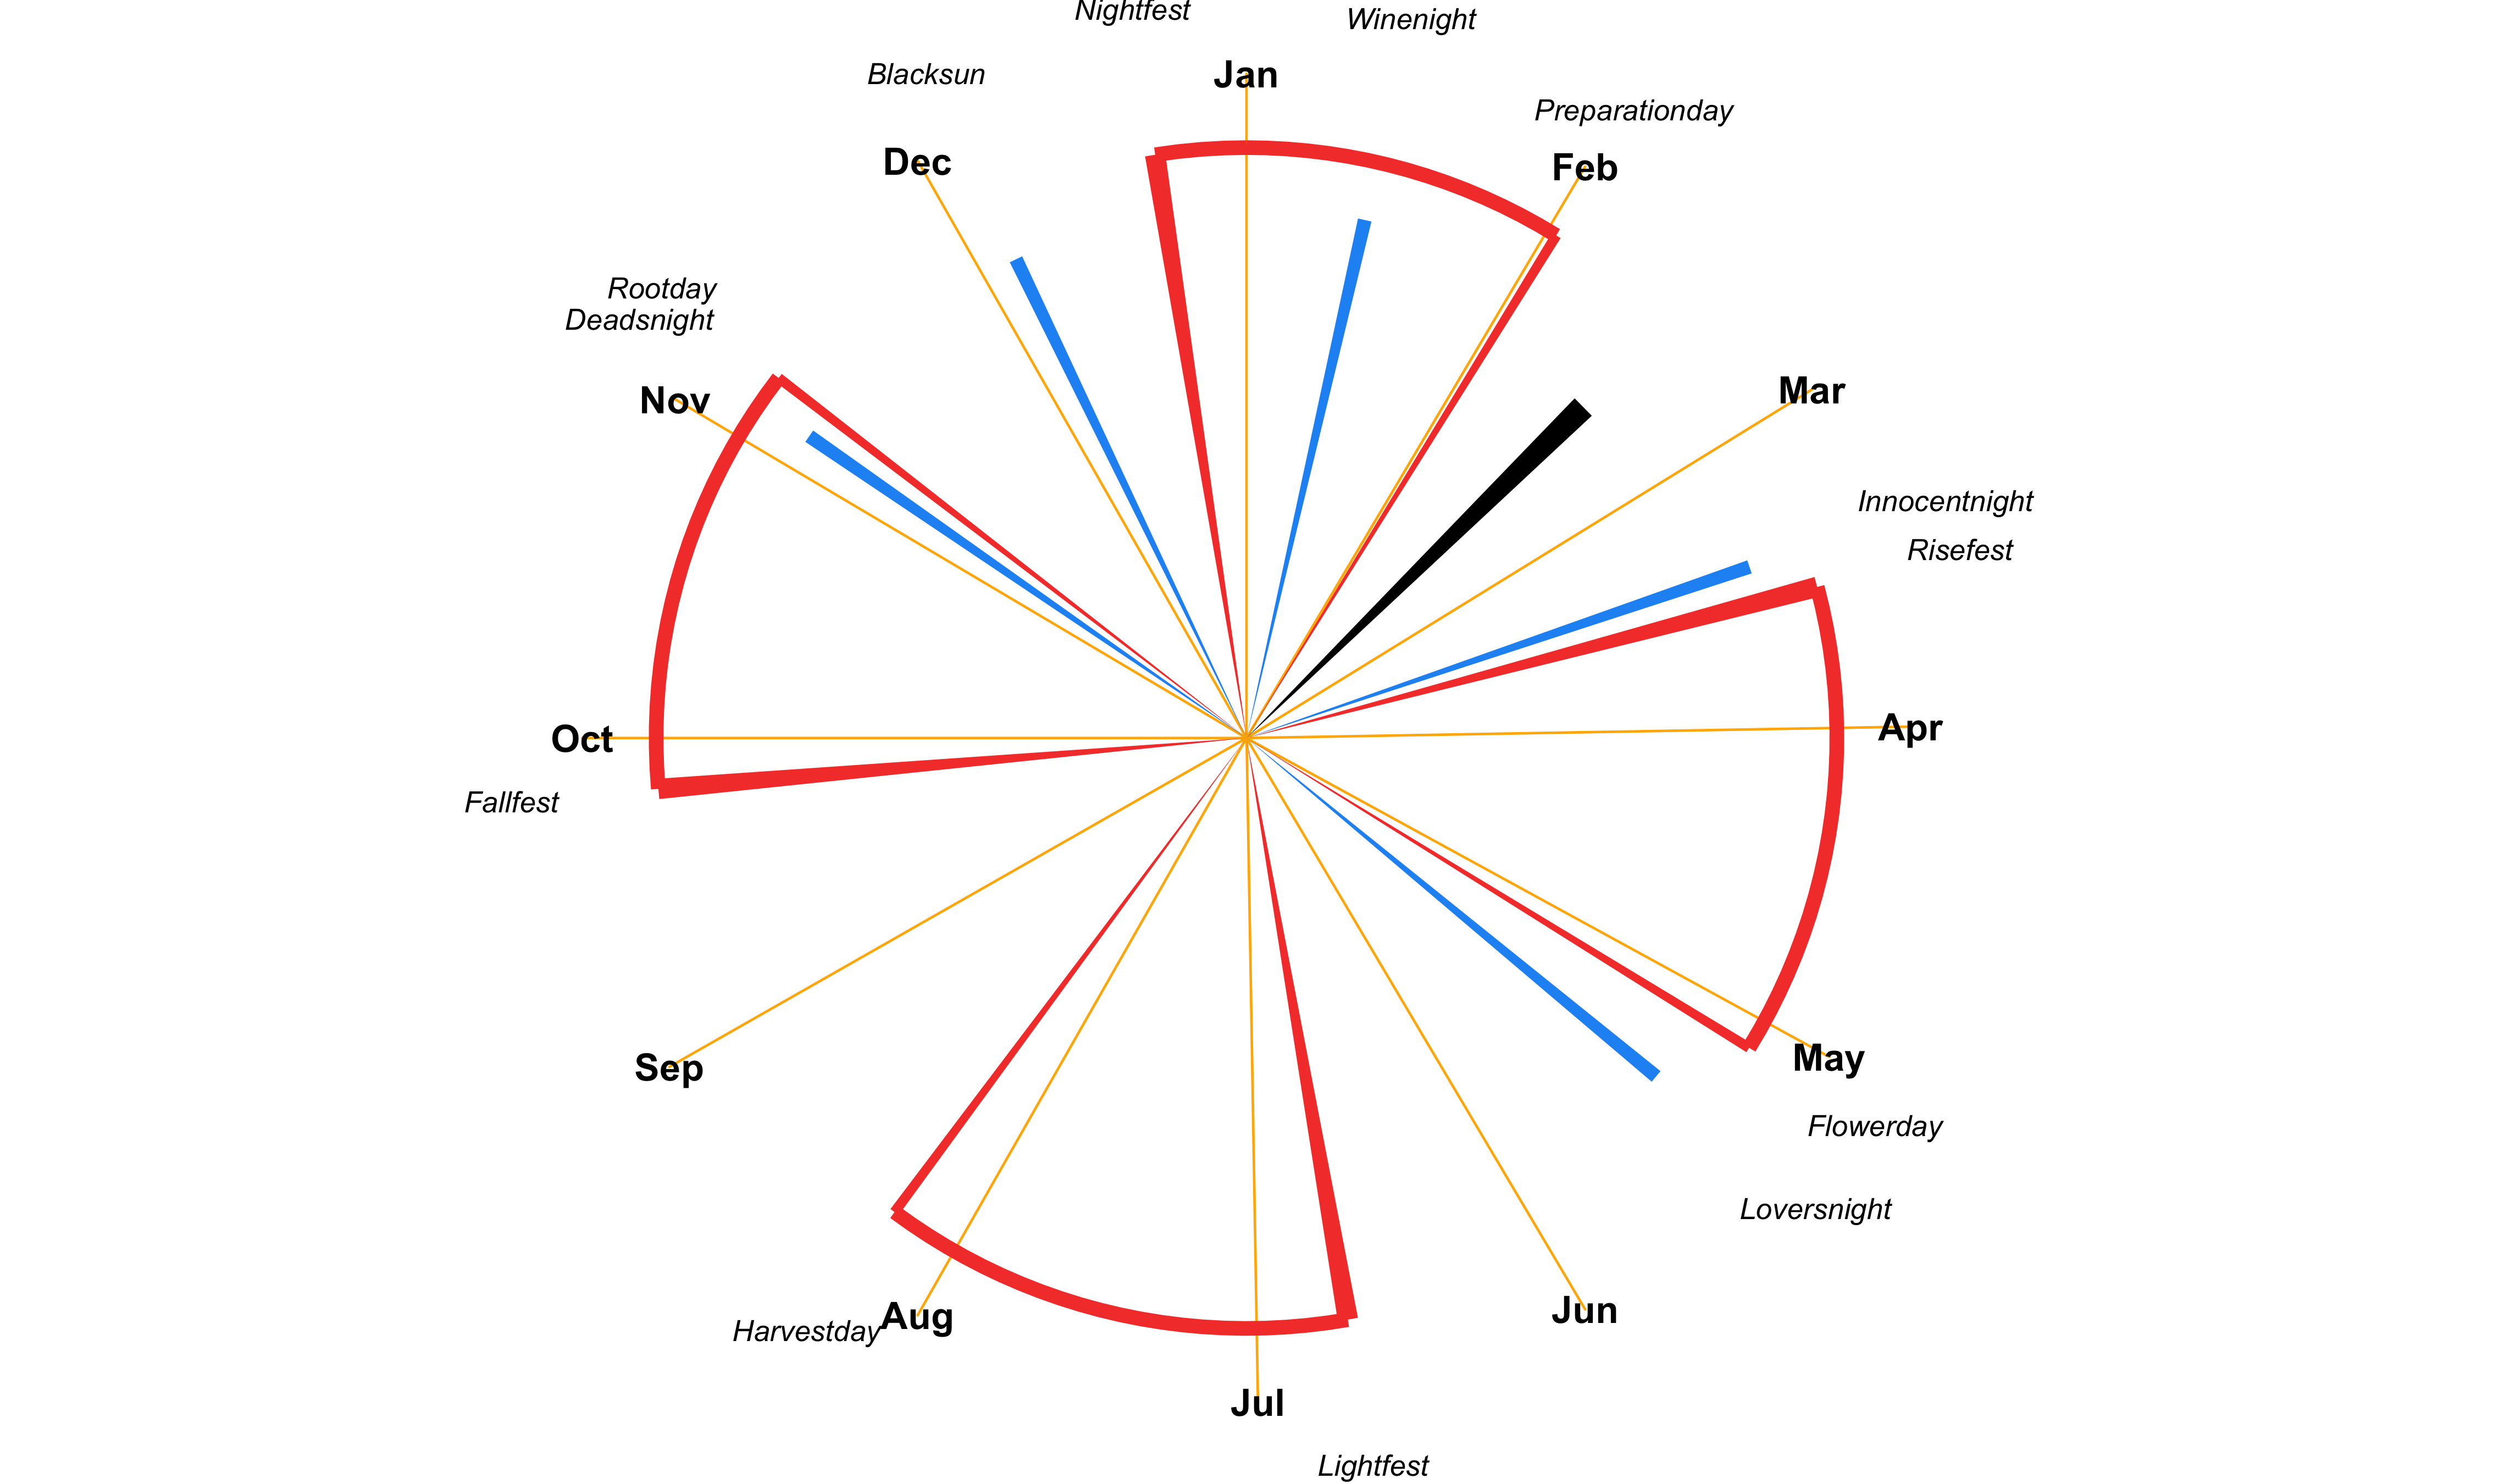 Nightfest
Winenight
Blacksun
Jan
Preparationday
Dec
Feb
Rootday
Deadsnight
Nov
Mar
Innocentnight
Risefest
Oct
Apr
Fallfest
Sep
May
Flowerday
Loversnight
Harvestday
Aug
Jun
Jul
Lightfest